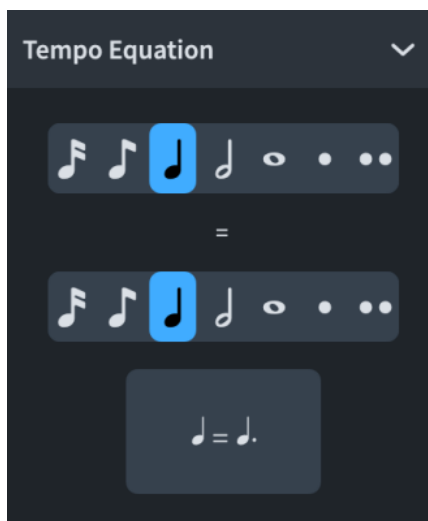 Tempo Equation
=
=